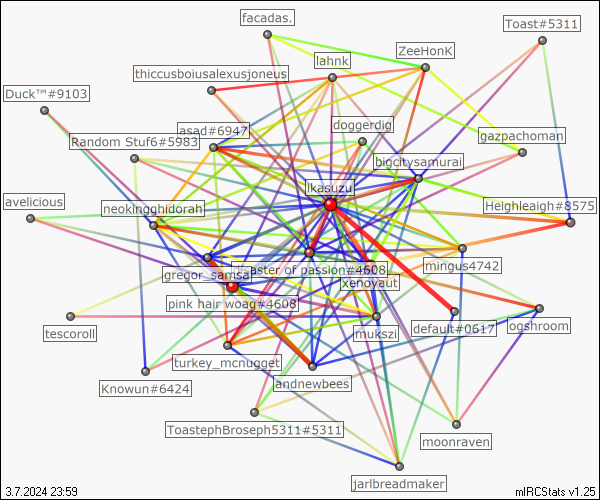 facadas.
Toast#5311
ZeeHonK
lahnk
thiccusboiusalexusjoneus
Duck™#9103
doggerdig
asad#6947
Random Stuf6#5983
gazpachoman
bigcitysamurai
Ikasuzu
avelicious
neokingghidorah
Heighleaigh#8575
mingus4742
gregor_samsa
faster of passion#4608
xenoyaut
pink hair woag#4608
tescoroll
mukszi
default#0617
ogshroom
turkey_mcnugget
Knowun#6424
andnewbees
ToastephBroseph5311#5311
moonraven
jarlbreadmaker
3.7.2024 23:59
mIRCStats v1.25